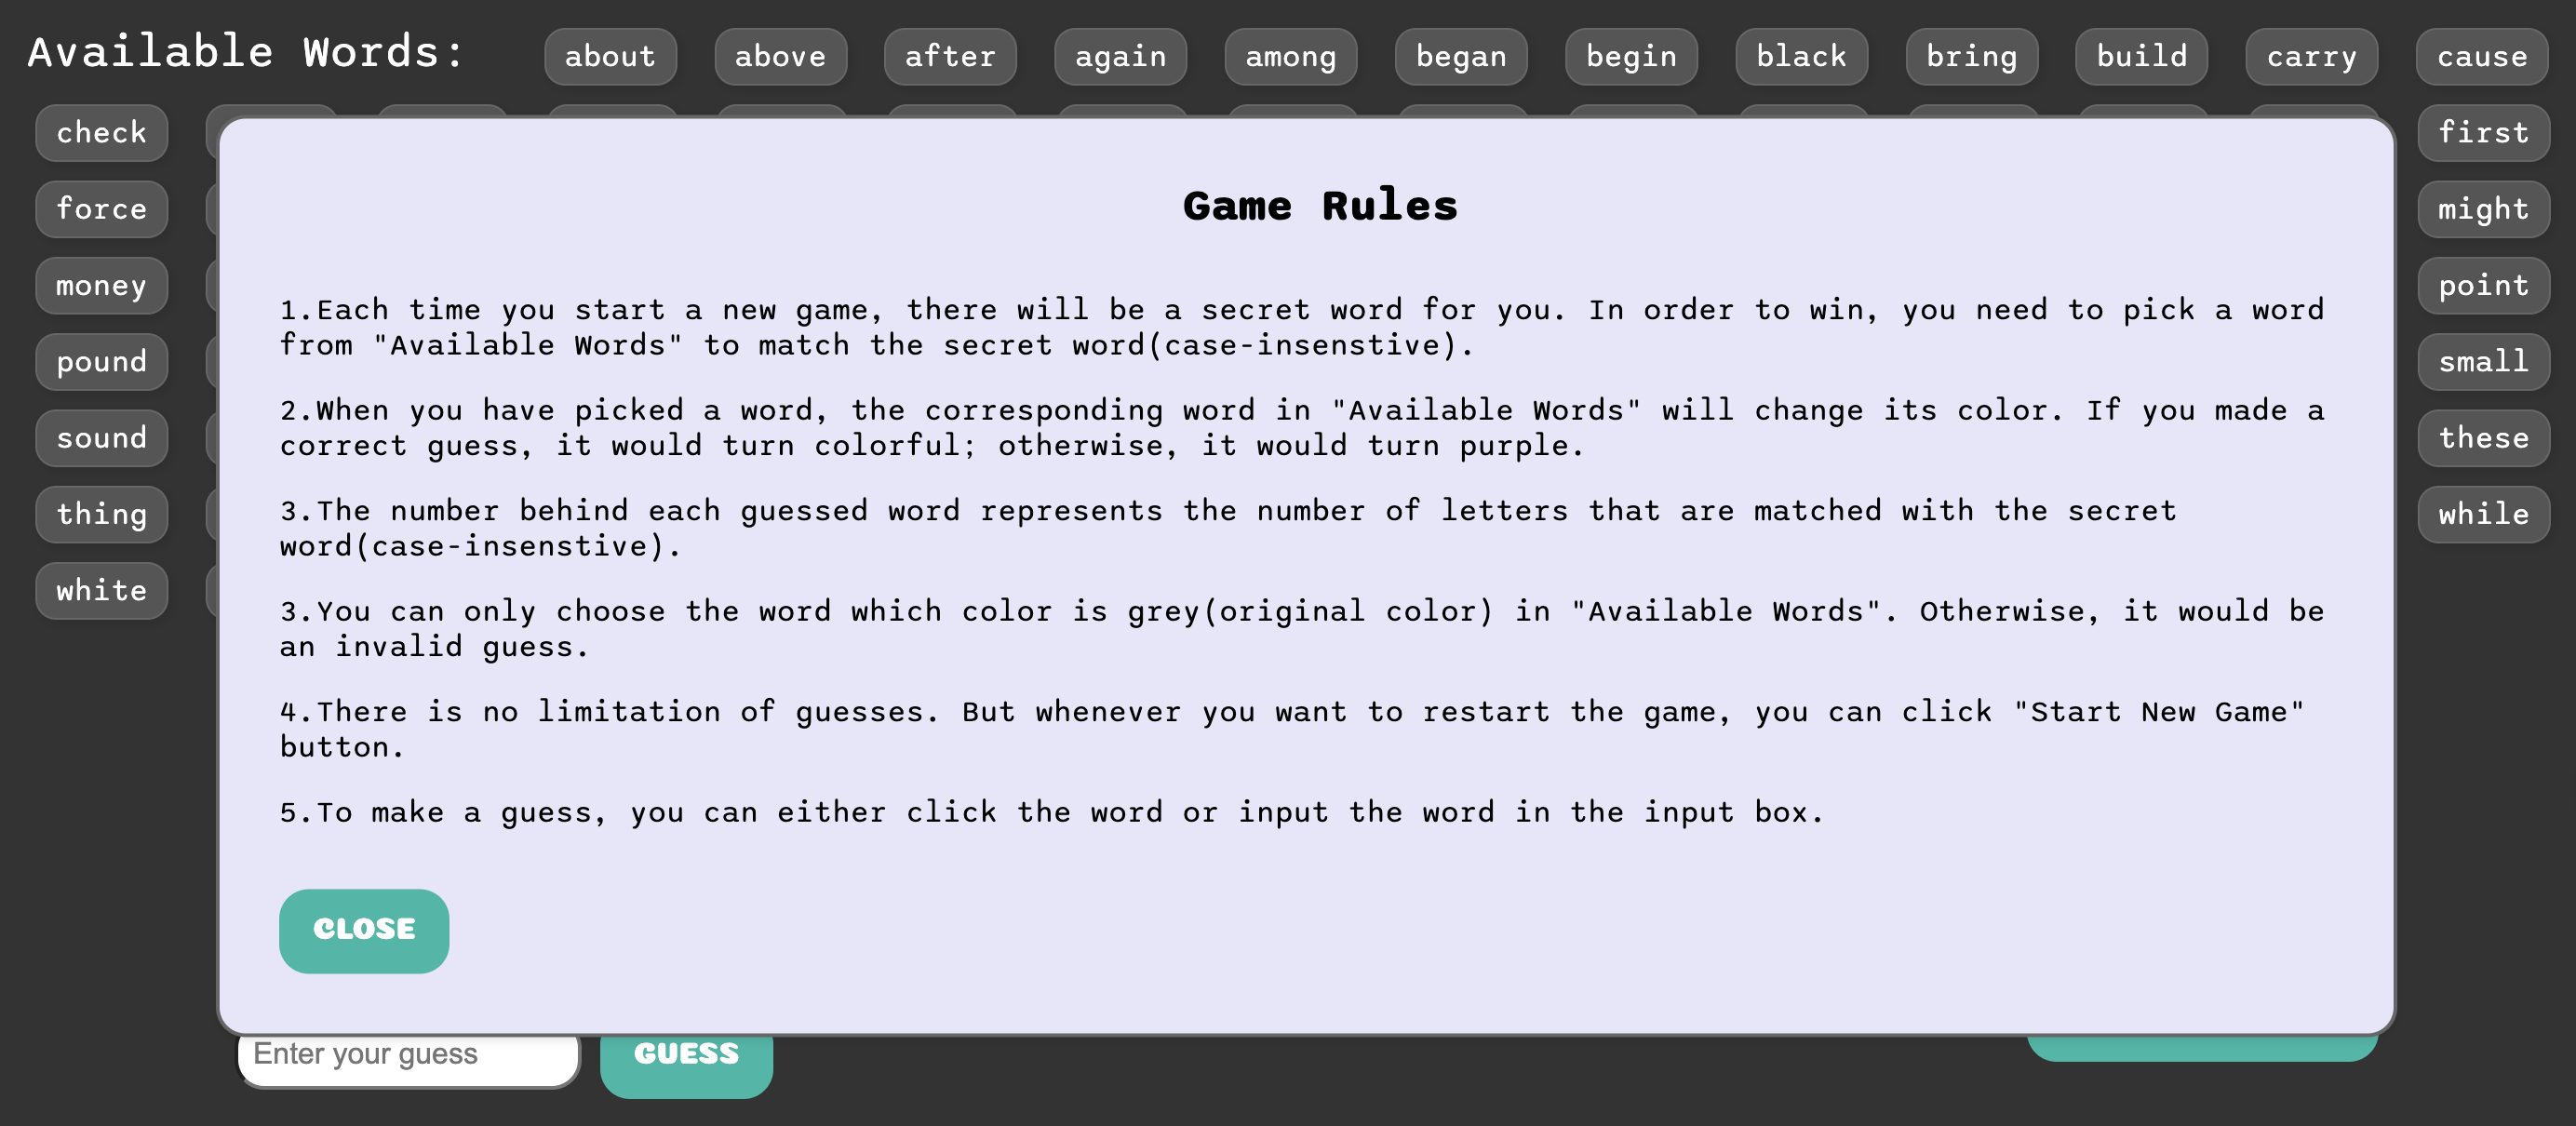 Available Words: about above after again among began begin black bring build carry cause
check first
force might
money point
pound small
sound these
thing while
white
Game Rules
1.Each time you start a new game, there will be a secret word for you. In order to win, you need to pick a word
from "Available Words" to match the secret word(case-insenstive).
2.When you have picked a word, the corresponding word in "Available Words" will change its color. If you made a
correct guess, it would turn colorful; otherwise, it would turn purple.
3.The number behind each guessed word represents the number of letters that are matched with the secret
word(case-insenstive).
3.You can only choose the word which color is grey(original color) in "Available Words". Otherwise, it would be
an invalid guess.
4.There is no limitation of guesses. But whenever you want to restart the game, you can click "Start New Game"
button.
5.To make a guess, you can either click the word or input the word in the input box.
CLOSE
Enter your guess GUESS